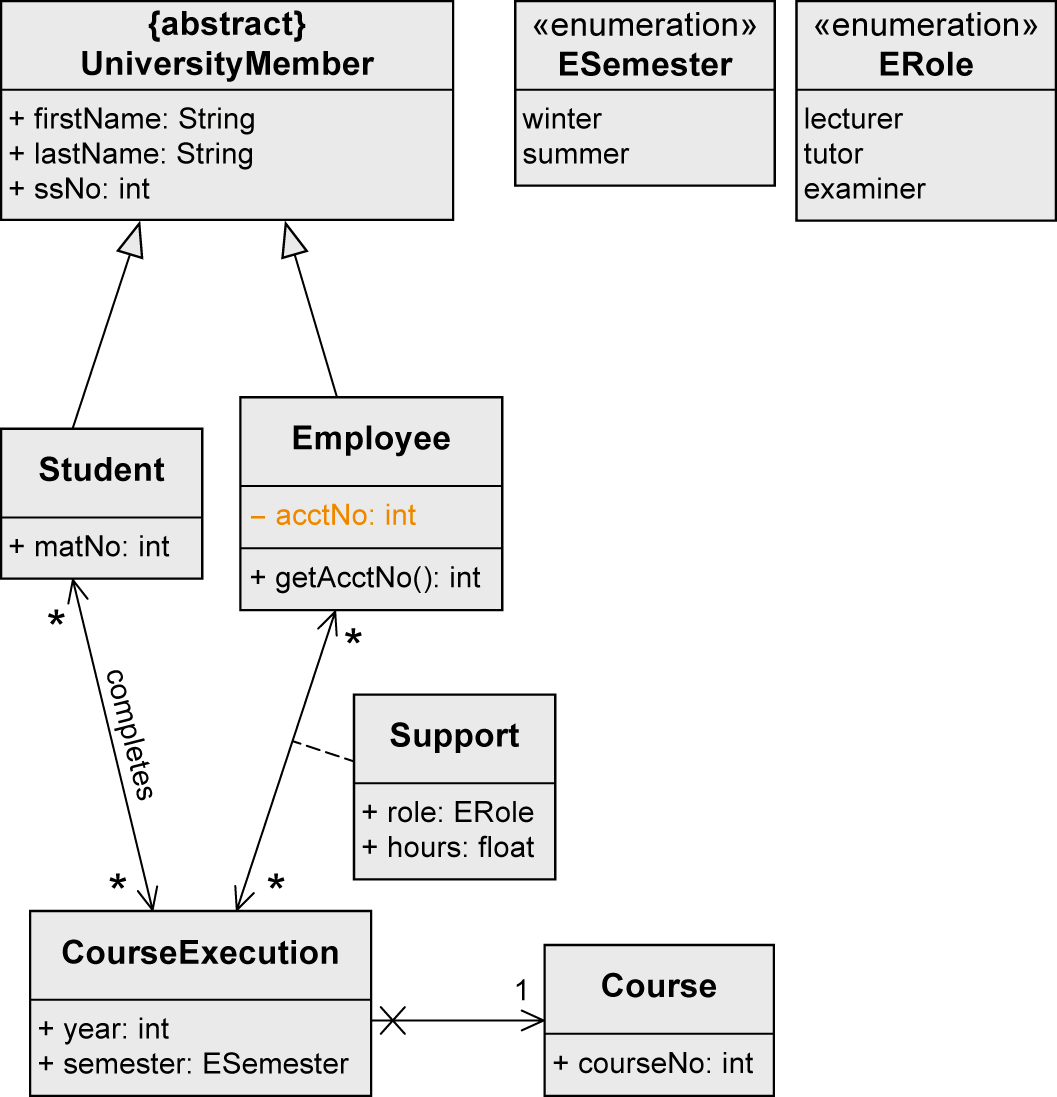 {abstract}
UniversityMember
+ firstName: String
+ lastName: String
+ ssNo: int
«enumeration»
ESemester
winter
summer
«enumeration»
ERole
lecturer
tutor
examiner
Student
+ matNo: int
Employee
– acctNo: int
+ getAcctNo(): int
*
*
completes
Support
+ role: ERole
+ hours: float
*
*
CourseExecution
+ year: int
+ semester: ESemester
1
Course
+ courseNo: int